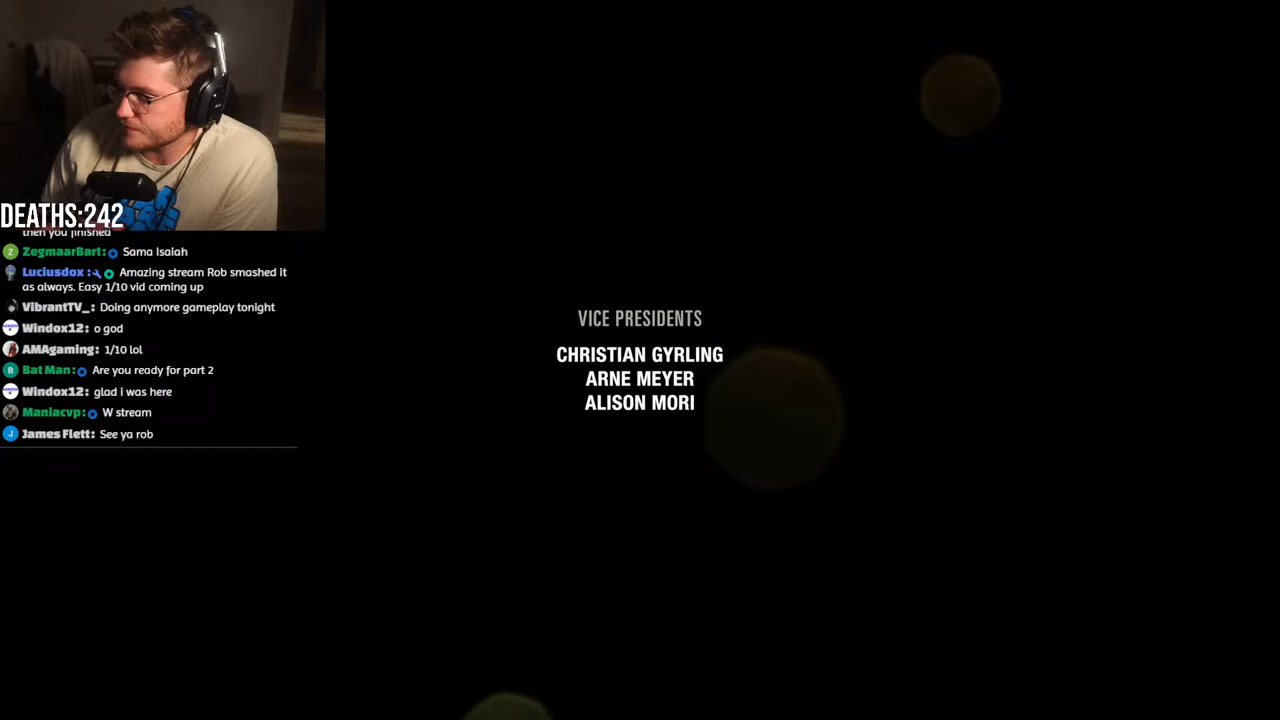 DEATHS:242
then you finished
ZegmaarBart: Sama Isaiah
Luciusdox : Amazing stream Rob smashed it
as always. Easy 1/10 vid coming up
VibrantTV_: Doing anymore gameplay tonight
Windox12: o god
AMAgaming: 1/10 lol
Bat Man: Are you ready for part 2
Windox12: glad i was here
Maniacvp: W stream
James Flett: See ya rob
VICE PRESIDENTS
CHRISTIAN GYRLING
ARNE MEYER
ALISON MORI